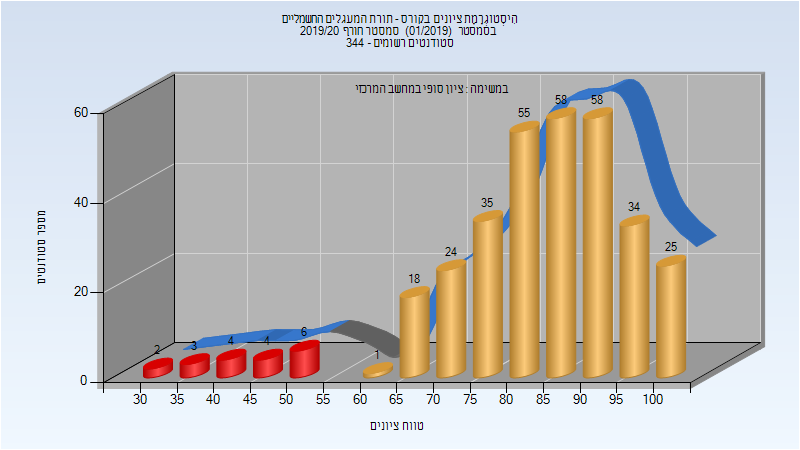 היסטוגרמת ציונים בקורס - תורת המעגלים החשמליים
בסמסטר (01/2019) סמסטר חורף 2019/20
סטודנטים רשומים - 344
במשימה : ציון סופי במחשב המרכזי
60
40
20
0
מספר סטודנטים
2
3
4
4
6
1
18
24
35
55
58
58
34
25
30 35 40 45 50 55 60 65 70 75 80 85 90 95 100
טווח ציונים